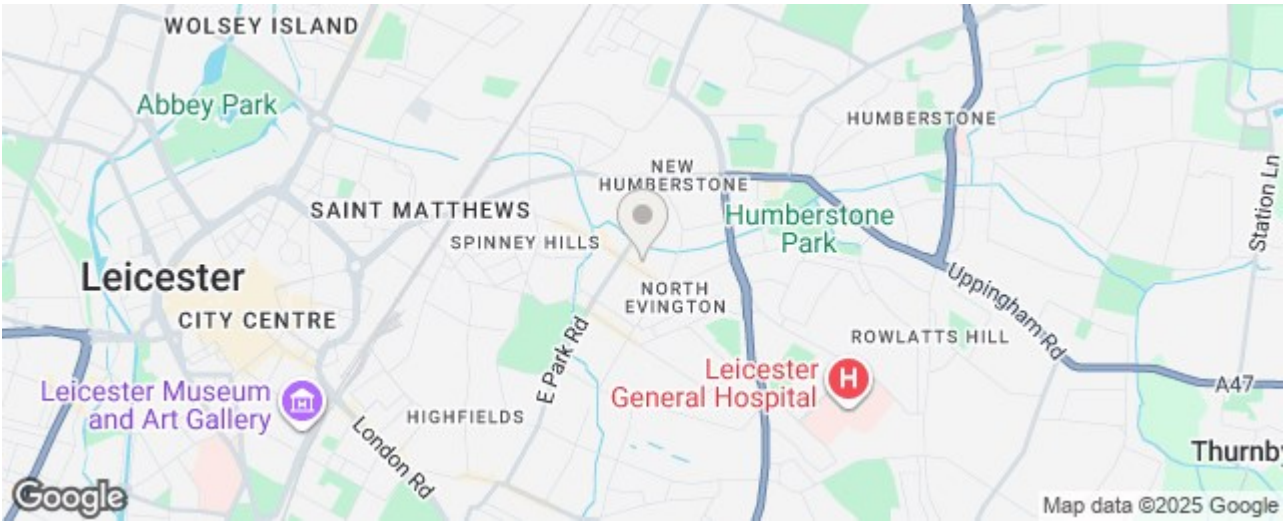 WOLSEY ISLAND
Abbey Park
HUMBERSTONE
NEW
HUMBERSTONE
SAINT MATTHEWS
Humberstone
Park
SPINNEY HILLS
Station Ln
Leicester
NORTH
EVINGTON
Uppingham Rd
CITY CENTRE
ROWLATTS HILL
E Park Rd
Leicester
General Hospital
H
A47
Leicester Museum
and Art Gallery
HIGHFIELDS
London Rd
Thurnby
Google
Map data ©2025 Google